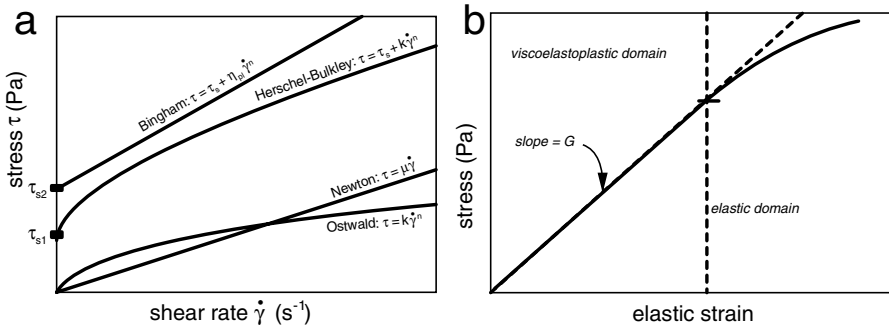 a
stress τ (Pa)
τs2
τs1
Bingham: τ = τs + ηpl γ̇ⁿ
Herschel-Bulkley: τ = τs + kγ̇ⁿ
Newton: τ = μγ̇
Ostwald: τ = kγ̇ⁿ
shear rate γ̇ (s⁻¹)
b
stress (Pa)
viscoelastoplastic domain
slope = G
elastic domain
elastic strain